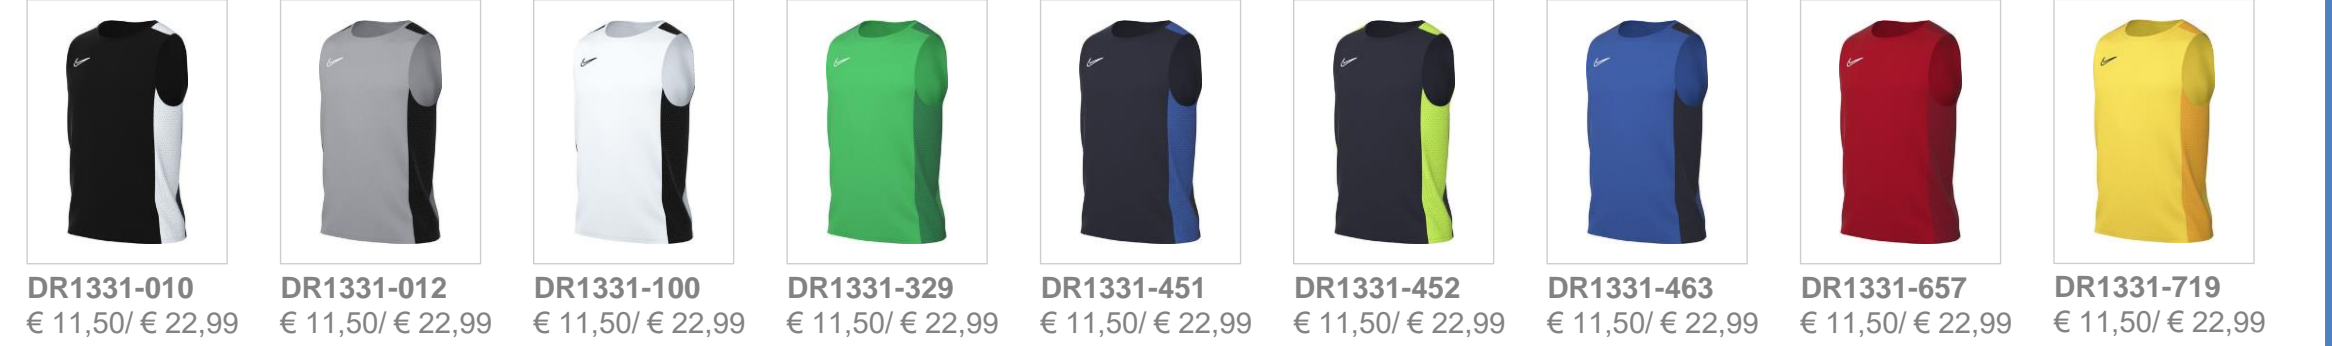 DR1331-010 DR1331-012 DR1331-100 DR1331-329 DR1331-451 DR1331-452 DR1331-463 DR1331-657 DR1331-719
€ 11,50/ € 22,99 € 11,50/ € 22,99 € 11,50/ € 22,99 € 11,50/ € 22,99 € 11,50/ € 22,99 € 11,50/ € 22,99 € 11,50/ € 22,99 € 11,50/ € 22,99 € 11,50/ € 22,99